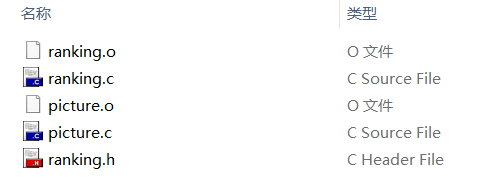 名称 类型
ranking.o O 文件
ranking.c C Source File
picture.o O 文件
picture.c C Source File
ranking.h C Header File